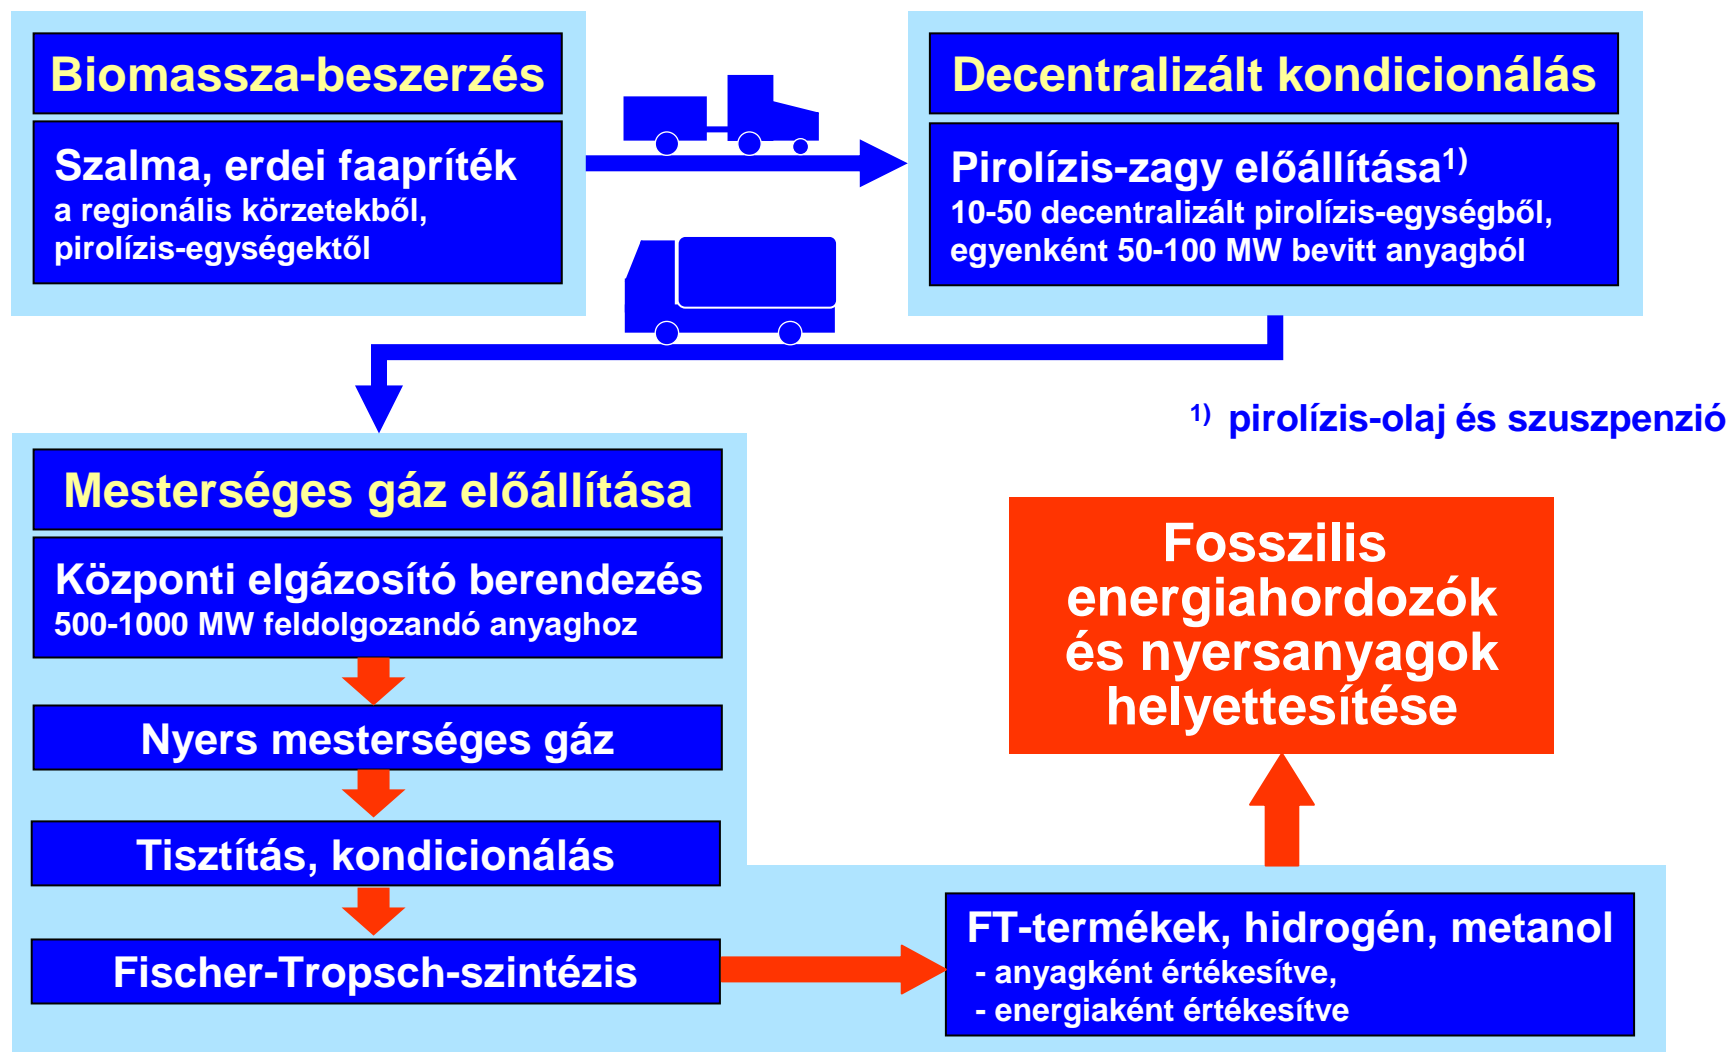 Biomassza-beszerzés
Szalma, erdei faapríték
a regionális körzetekből,
pirolízis-egységektől
Decentralizált kondicionálás
Pirolízis-zagy előállítása¹⁾
10-50 decentralizált pirolízis-egységből,
egyenként 50-100 MW bevitt anyagból
¹⁾ pirolízis-olaj és szuszpenzió
Mesterséges gáz előállítása
Központi elgázosító berendezés
500-1000 MW feldolgozandó anyaghoz
Nyers mesterséges gáz
Tisztítás, kondicionálás
Fischer-Tropsch-szintézis
FT-termékek, hidrogén, metanol
- anyagként értékesítve,
- energiaként értékesítve
Fosszilis
energiahordozók
és nyersanyagok
helyettesítése